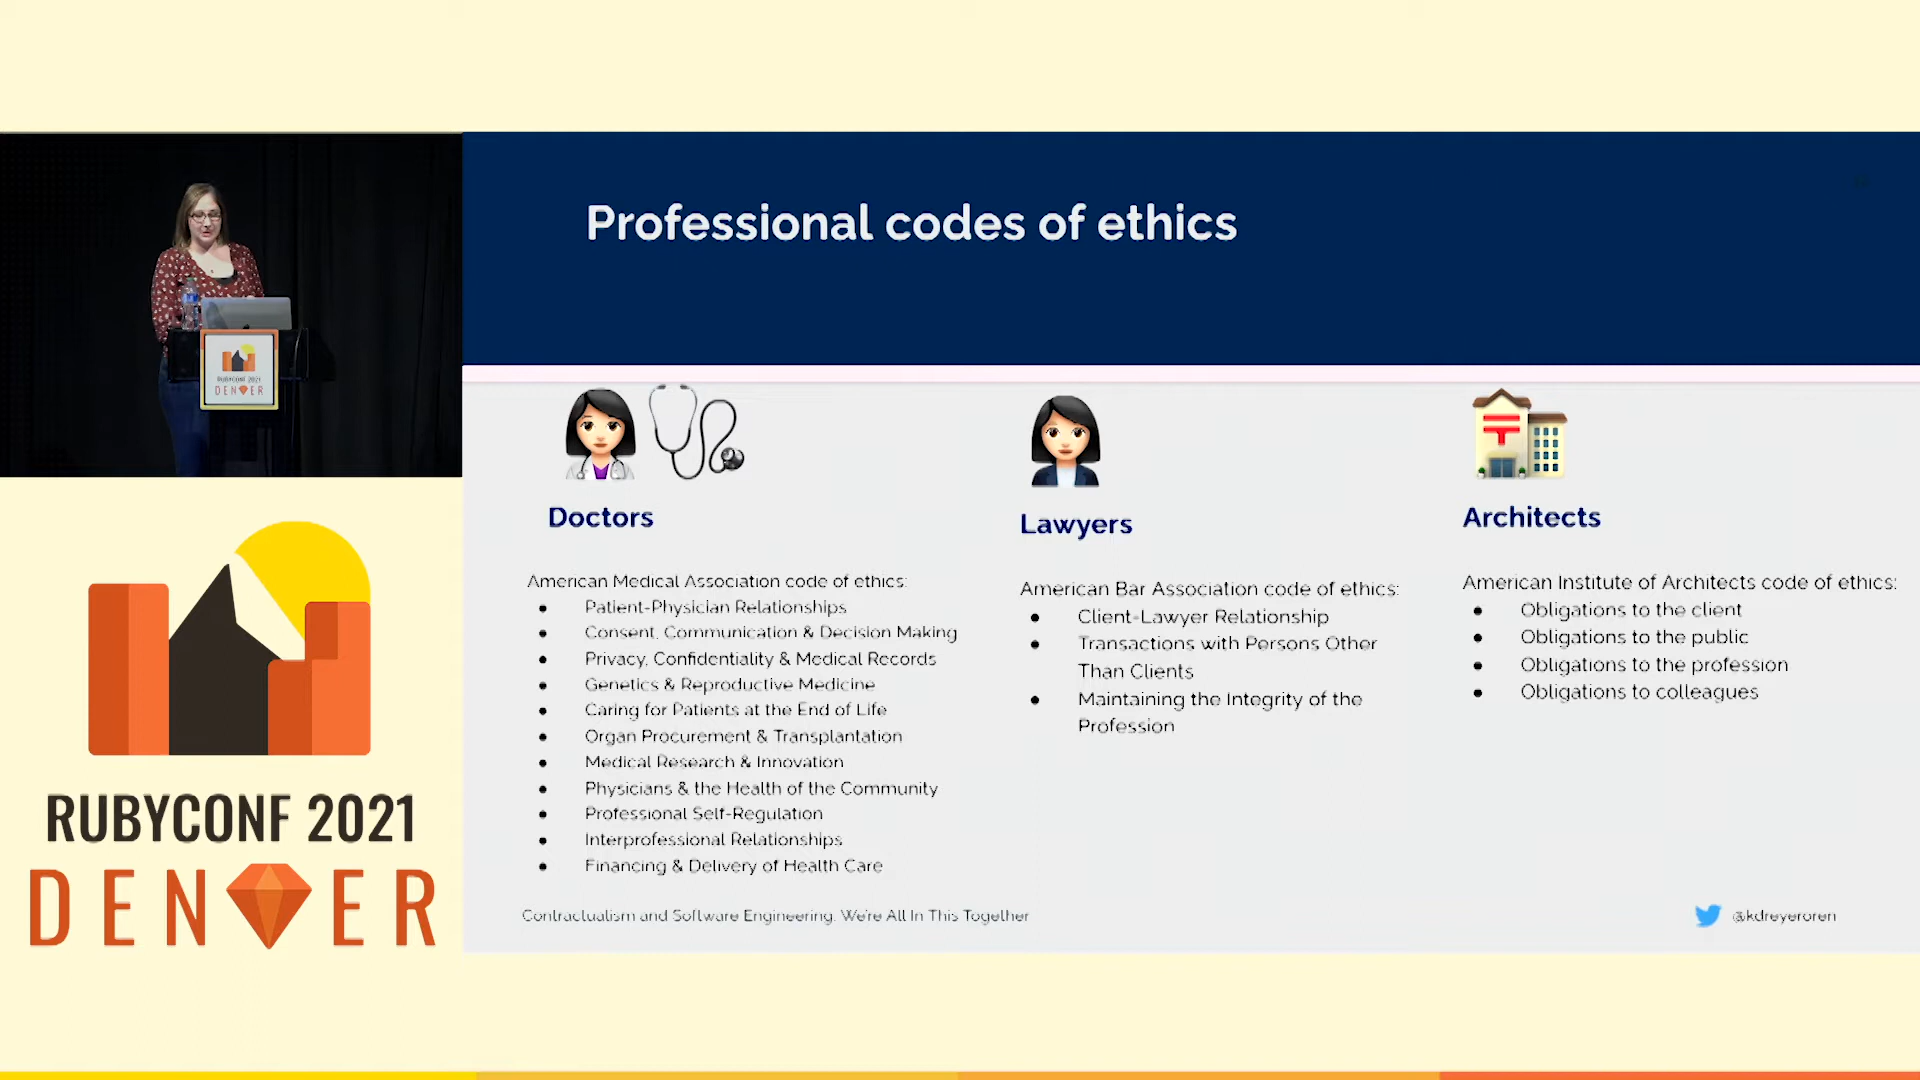 Professional codes of ethics
Doctors
American Medical Association code of ethics:
Patient-Physician Relationships
Consent, Communication & Decision Making
Privacy, Confidentiality & Medical Records
Genetics & Reproductive Medicine
Caring for Patients at the End of Life
Organ Procurement & Transplantation
Medical Research & Innovation
Physicians & the Health of the Community
Professional Self-Regulation
Interprofessional Relationships
Financing & Delivery of Health Care
Lawyers
American Bar Association code of ethics:
Client-Lawyer Relationship
Transactions with Persons Other
Than Clients
Maintaining the Integrity of the
Profession
Architects
American Institute of Architects code of ethics:
Obligations to the client
Obligations to the public
Obligations to the profession
Obligations to colleagues
Contractualism and Software Engineering: We're All In This Together
@kdreyeroren
RUBYCONF 2021
DENVER
RUBYCONF 2021
DENVER